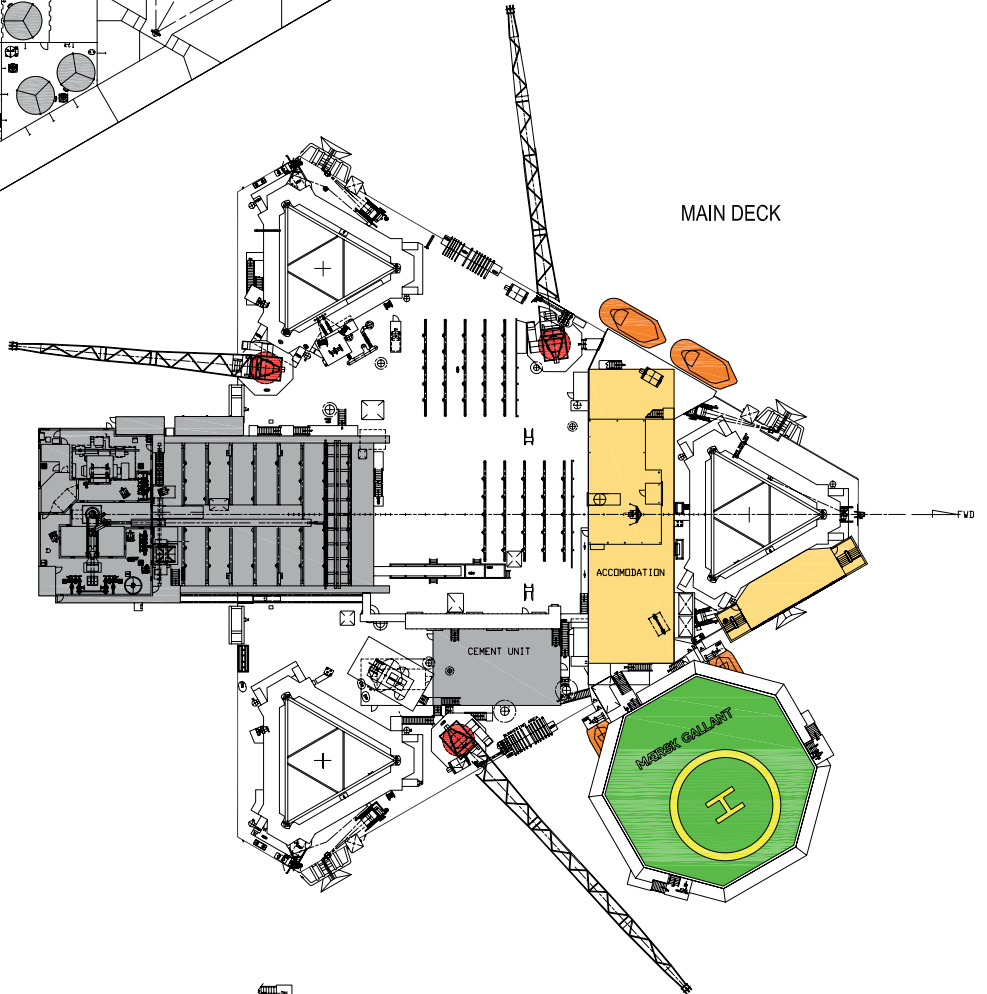 MAIN DECK
FWD
ACCOMODATION
CEMENT UNIT
MÆRSK GALLANT
H